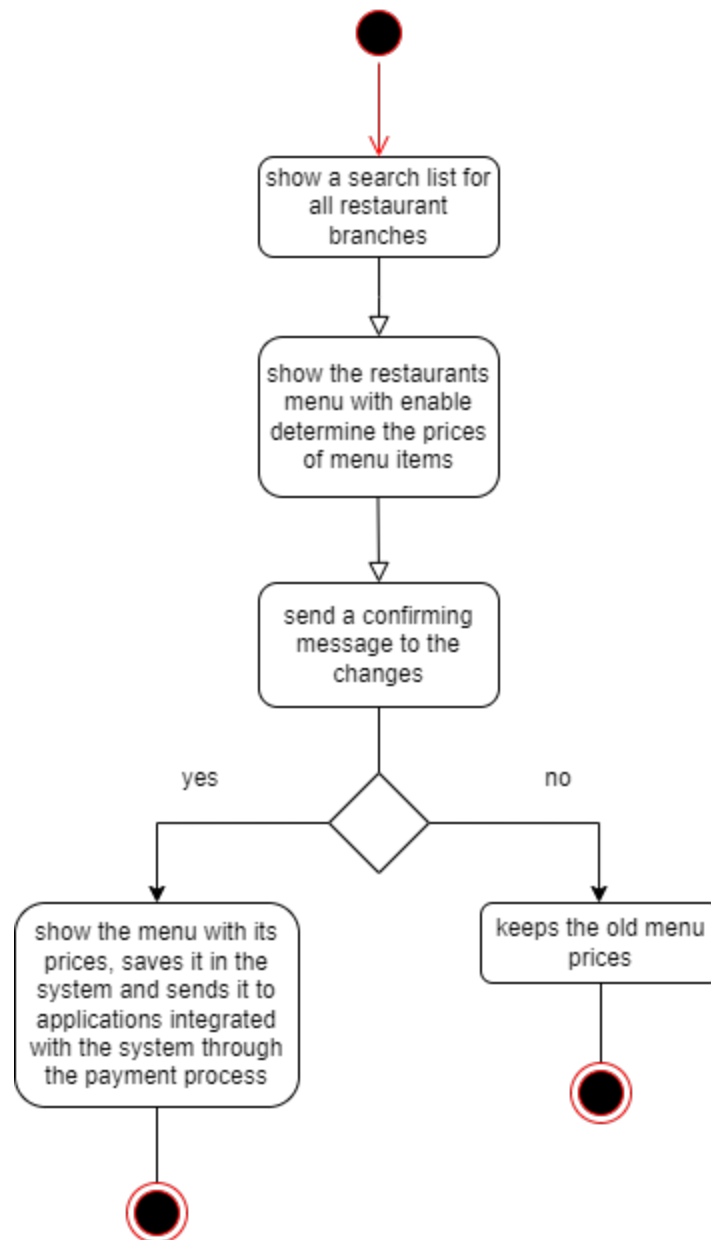 show a search list for
all restaurant
branches
show the restaurants
menu with enable
determine the prices
of menu items
send a confirming
message to the
changes
yes
no
show the menu with its
prices, saves it in the
system and sends it to
applications integrated
with the system through
the payment process
keeps the old menu
prices